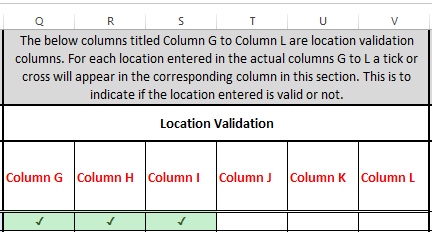 Q R S T U V
The below columns titled Column G to Column L are location validation
columns. For each location entered in the actual columns G to L a tick or
cross will appear in the corresponding column in this section. This is to
indicate if the location entered is valid or not.
Location Validation
Column G Column H Column I Column J Column K Column L
✓ ✓ ✓